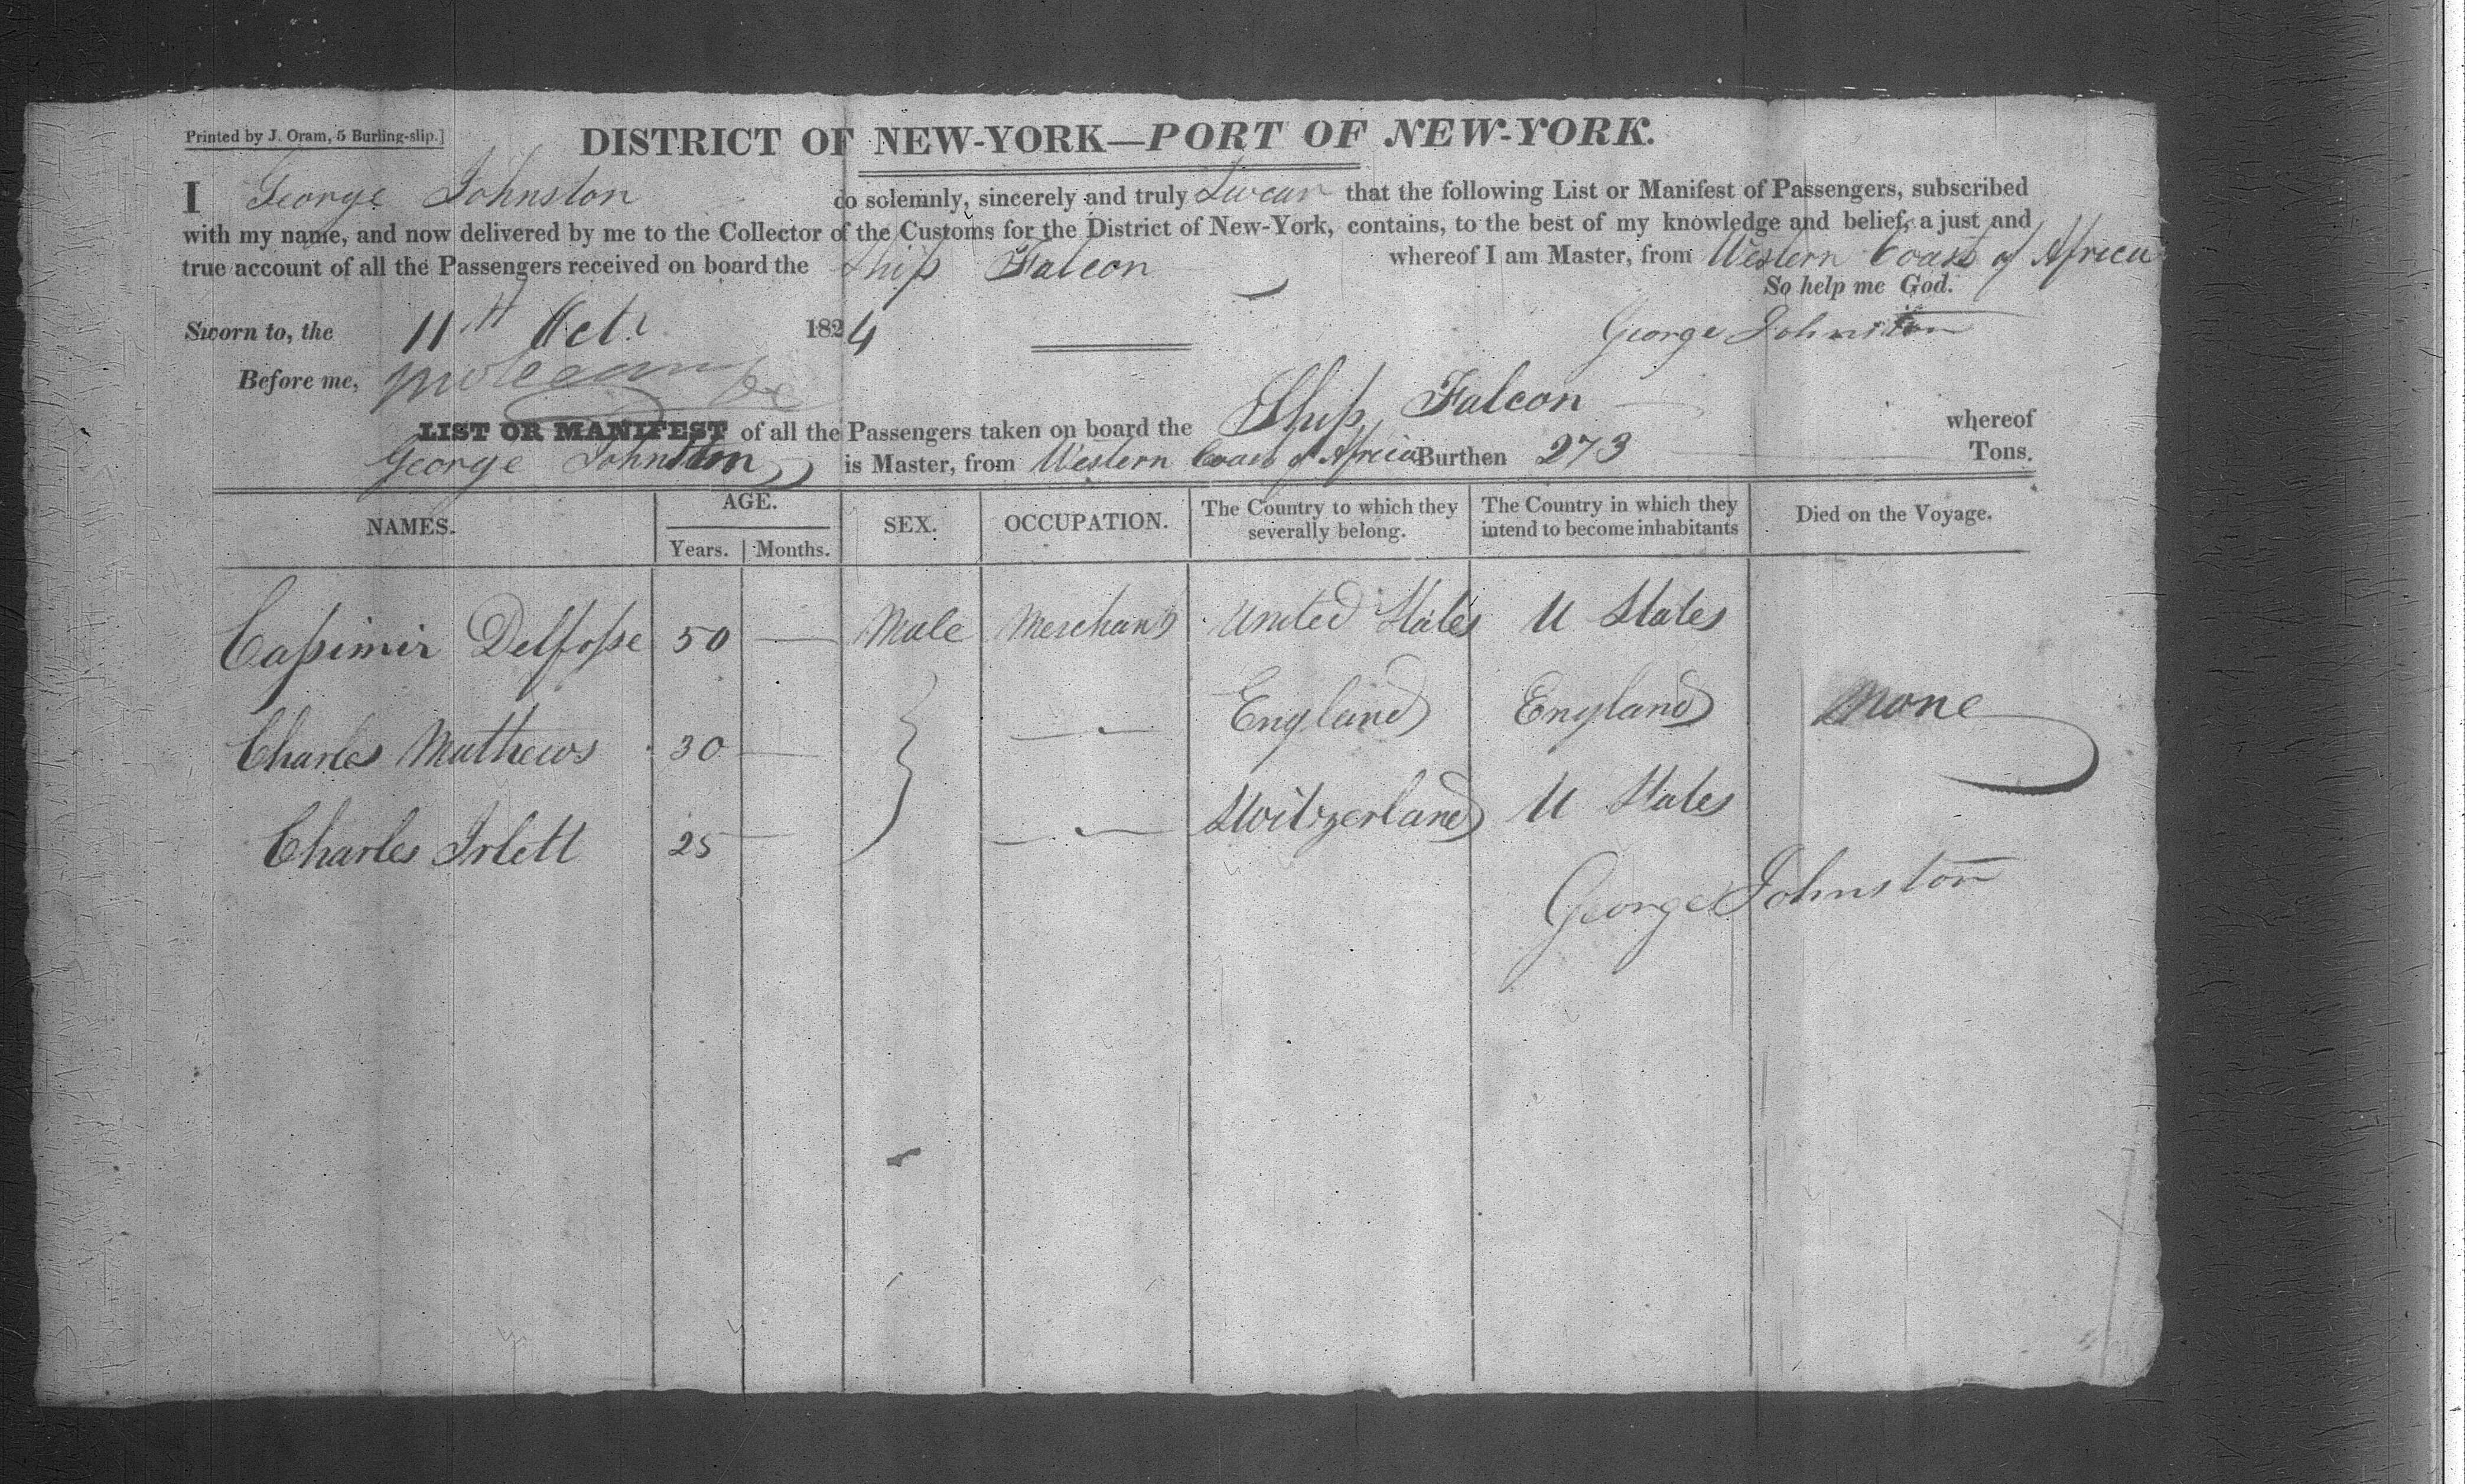 Printed by J. Oram, 5 Burling-slip.]
DISTRICT OF NEW-YORK—PORT OF NEW-YORK.
I George Johnston do solemnly, sincerely and truly Swear that the following List or Manifest of Passengers, subscribed
with my name, and now delivered by me to the Collector of the Customs for the District of New-York, contains, to the best of my knowledge and belief, a just and
true account of all the Passengers received on board the Ship Falcon whereof I am Master, from Western Coast of Africa
So help me God.
Sworn to, the 11th Oct. 1824 George Johnston
Before me,
LIST OR MANIFEST of all the Passengers taken on board the Ship Falcon whereof
George Johnston is Master, from Western Coast of Africa Burthen 273 Tons.
NAMES. AGE. SEX. OCCUPATION. The Country to which they severally belong. The Country in which they intend to become inhabitants Died on the Voyage.
Years. Months.
Caſsimir Delfoſse 50 — Male Merchant United States U States
Charles Mathews 30 — England England None
Charles Irlett 25 — Switzerland U States
George Johnston